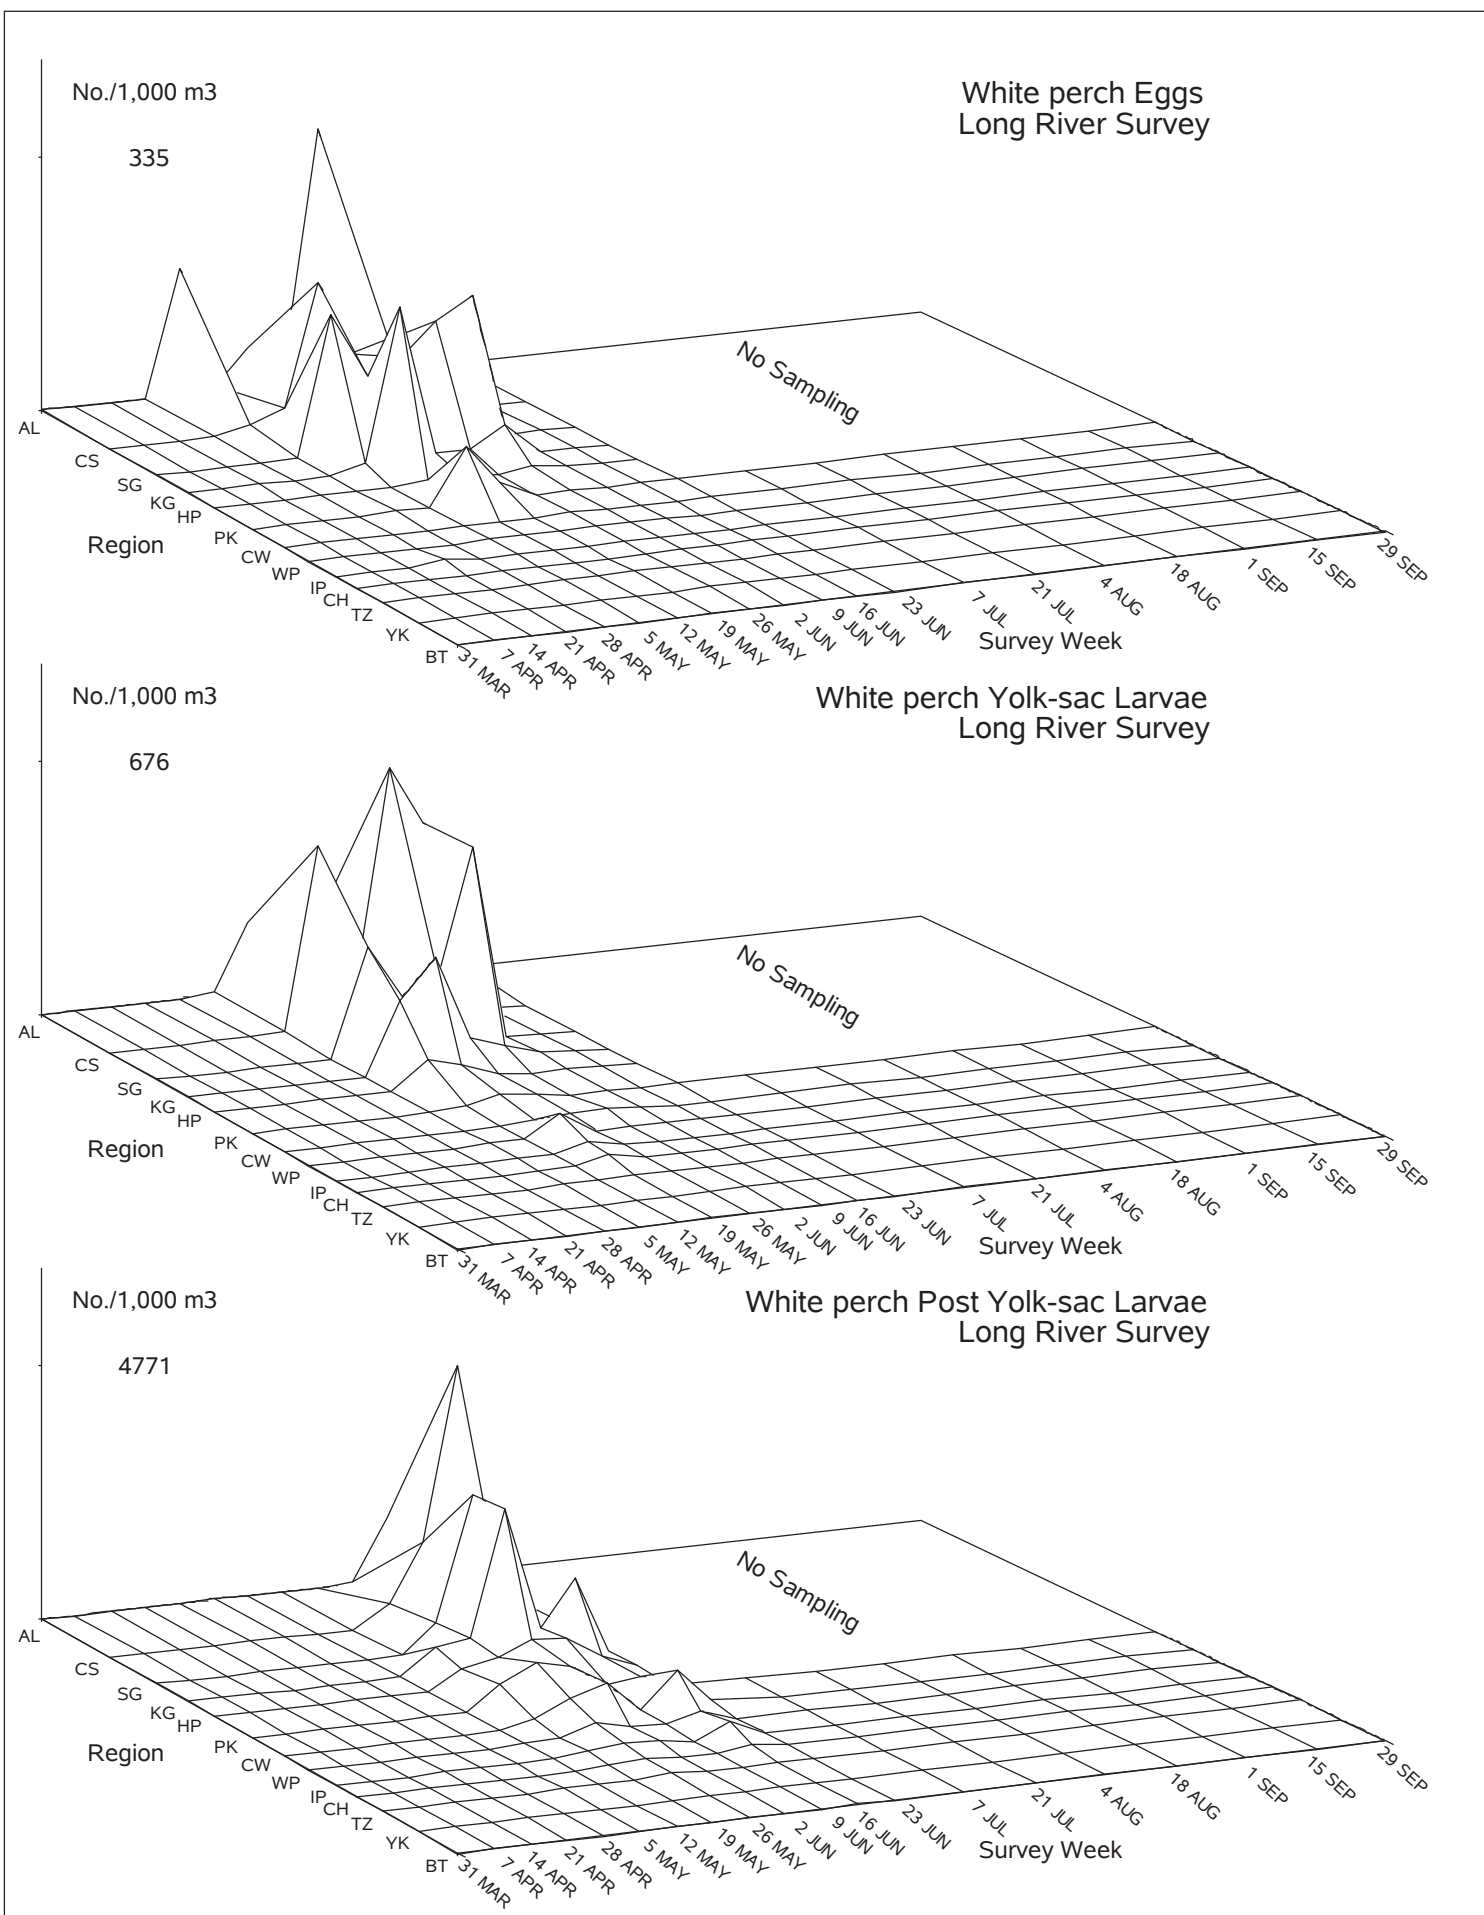 No./1,000 m3
White perch Eggs
Long River Survey
335
No Sampling
AL
CS
SG
KG
HP
PK
CW
WP
IP
CH
TZ
YK
BT
Region
31 MAR
7 APR
14 APR
21 APR
28 APR
5 MAY
12 MAY
19 MAY
26 MAY
2 JUN
9 JUN
16 JUN
23 JUN
7 JUL
21 JUL
4 AUG
18 AUG
1 SEP
15 SEP
29 SEP
Survey Week
No./1,000 m3
White perch Yolk-sac Larvae
Long River Survey
676
No Sampling
AL
CS
SG
KG
HP
PK
CW
WP
IP
CH
TZ
YK
BT
Region
31 MAR
7 APR
14 APR
21 APR
28 APR
5 MAY
12 MAY
19 MAY
26 MAY
2 JUN
9 JUN
16 JUN
23 JUN
7 JUL
21 JUL
4 AUG
18 AUG
1 SEP
15 SEP
29 SEP
Survey Week
No./1,000 m3
White perch Post Yolk-sac Larvae
Long River Survey
4771
No Sampling
AL
CS
SG
KG
HP
PK
CW
WP
IP
CH
TZ
YK
BT
Region
31 MAR
7 APR
14 APR
21 APR
28 APR
5 MAY
12 MAY
19 MAY
26 MAY
2 JUN
9 JUN
16 JUN
23 JUN
7 JUL
21 JUL
4 AUG
18 AUG
1 SEP
15 SEP
29 SEP
Survey Week